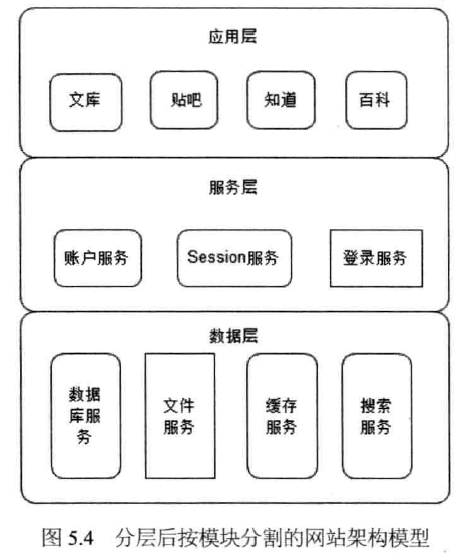 应用层
文库 贴吧 知道 百科
服务层
账户服务 Session服务 登录服务
数据层
数据
库服
务
文件
服务
缓存
服务
搜索
服务
图 5.4 分层后按模块分割的网站架构模型